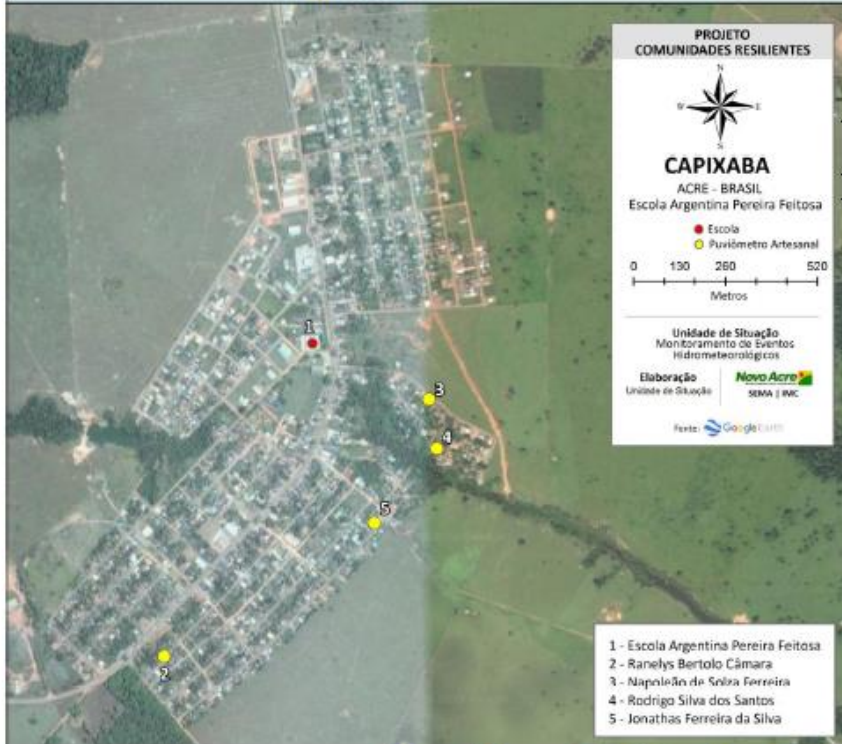 PROJETO
COMUNIDADES RESILIENTES
N
W
E
S
CAPIXABA
ACRE - BRASIL
Escola Argentina Pereira Feitosa
Escola
Puviômetro Artesanal
0 130 260 520
Metros
Unidade de Situação
Monitoramento de Eventos
Hidrometeorológicos
Elaboração
Unidade de Situação
Novo Acre
SEMA | IMC
Fonte: Google Earth
1
3
4
5
2
1 - Escola Argentina Pereira Feitosa
2 - Ranelys Bertolo Câmara
3 - Napoleão de Solza Ferreira
4 - Rodrigo Silva dos Santos
5 - Jonathas Ferreira da Silva